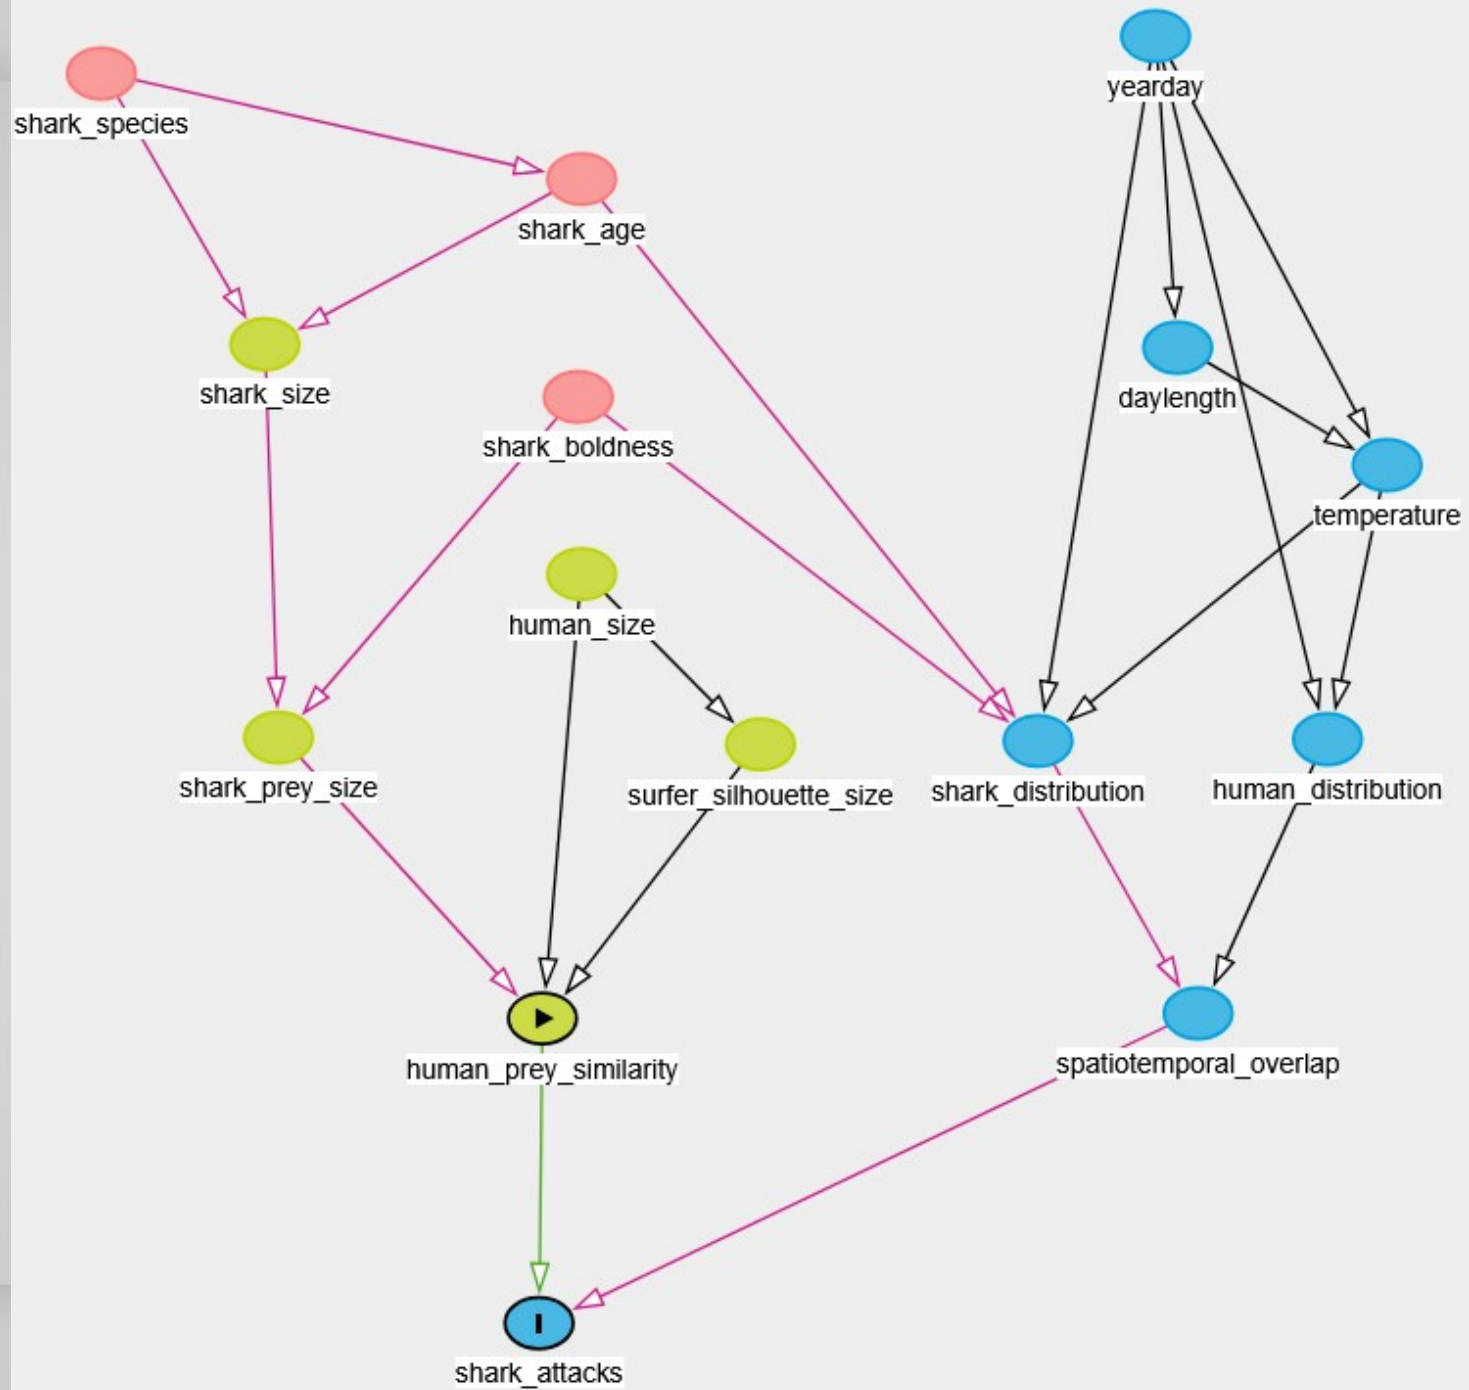 yearday
shark_species
shark_age
shark_size
daylength
shark_boldness
temperature
human_size
shark_prey_size
surfer_silhouette_size
shark_distribution
human_distribution
human_prey_similarity
spatiotemporal_overlap
shark_attacks